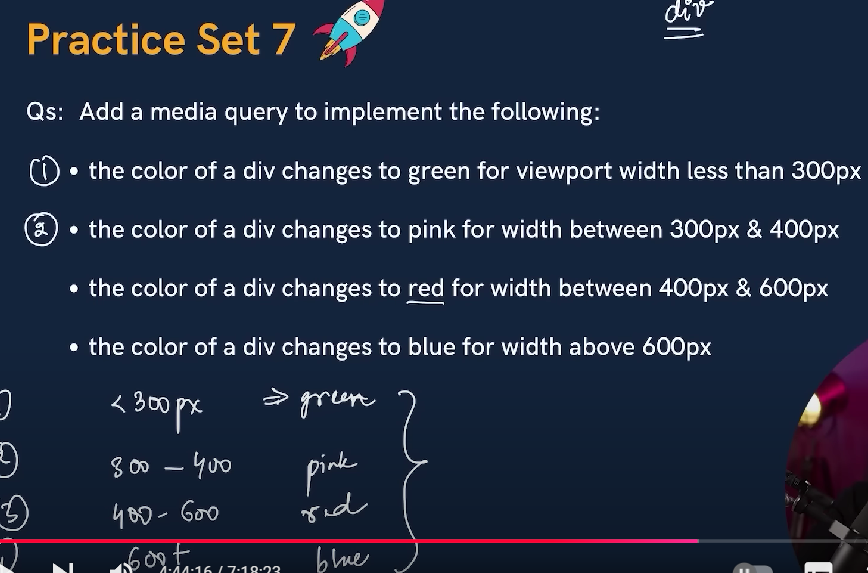 div
Practice Set 7
Qs: Add a media query to implement the following:
(1) • the color of a div changes to green for viewport width less than 300px
(2) • the color of a div changes to pink for width between 300px & 400px
• the color of a div changes to red for width between 400px & 600px
• the color of a div changes to blue for width above 600px
) < 300 px ⇒ green
2) 300 – 400 pink
3) 400 - 600 red
) 600+ blue
4:44:16 / 7:18:23